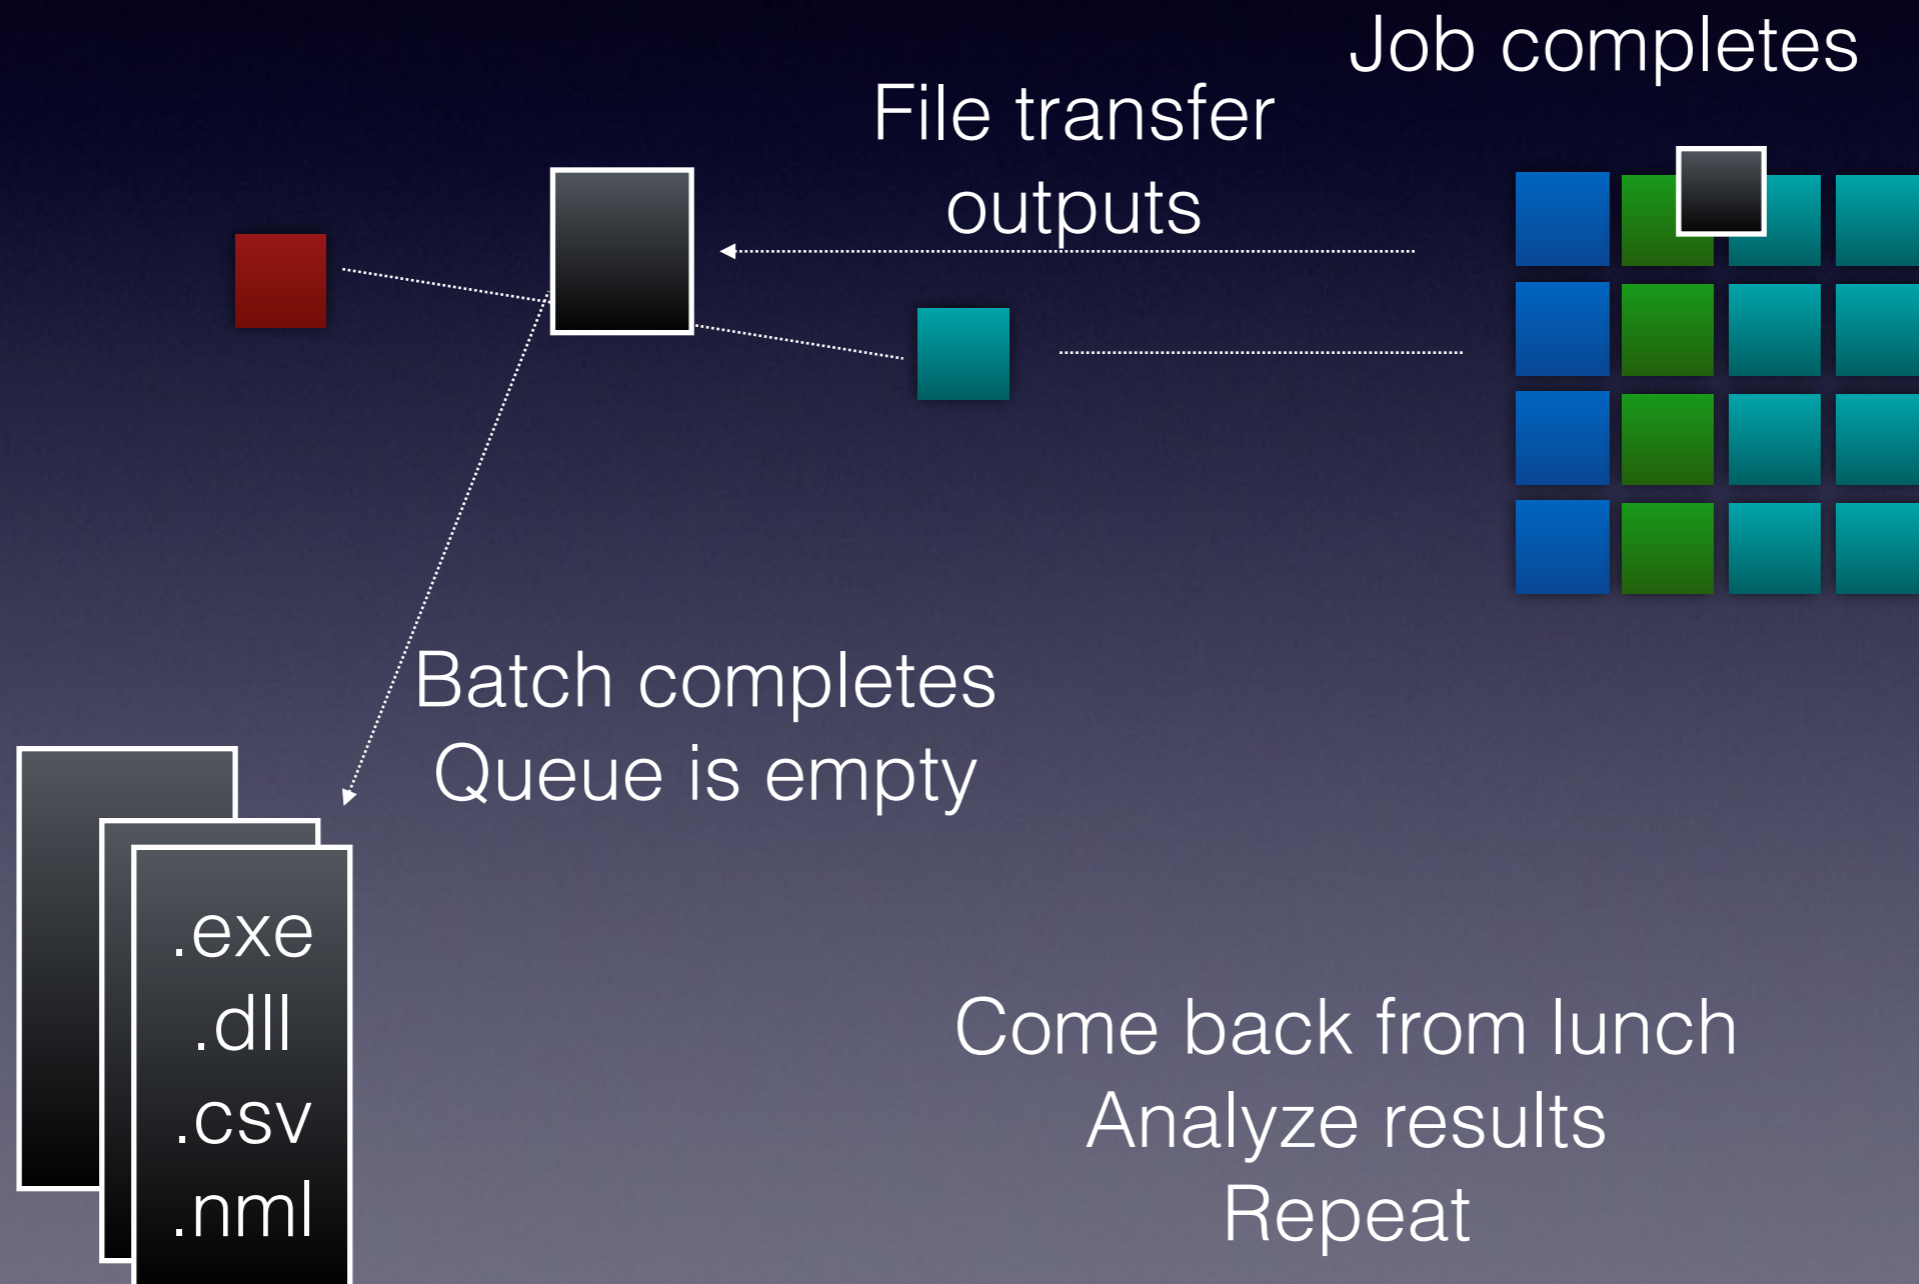 Job completes
File transfer
outputs
Batch completes
Queue is empty
.exe
.dll
.csv
.nml
Come back from lunch
Analyze results
Repeat